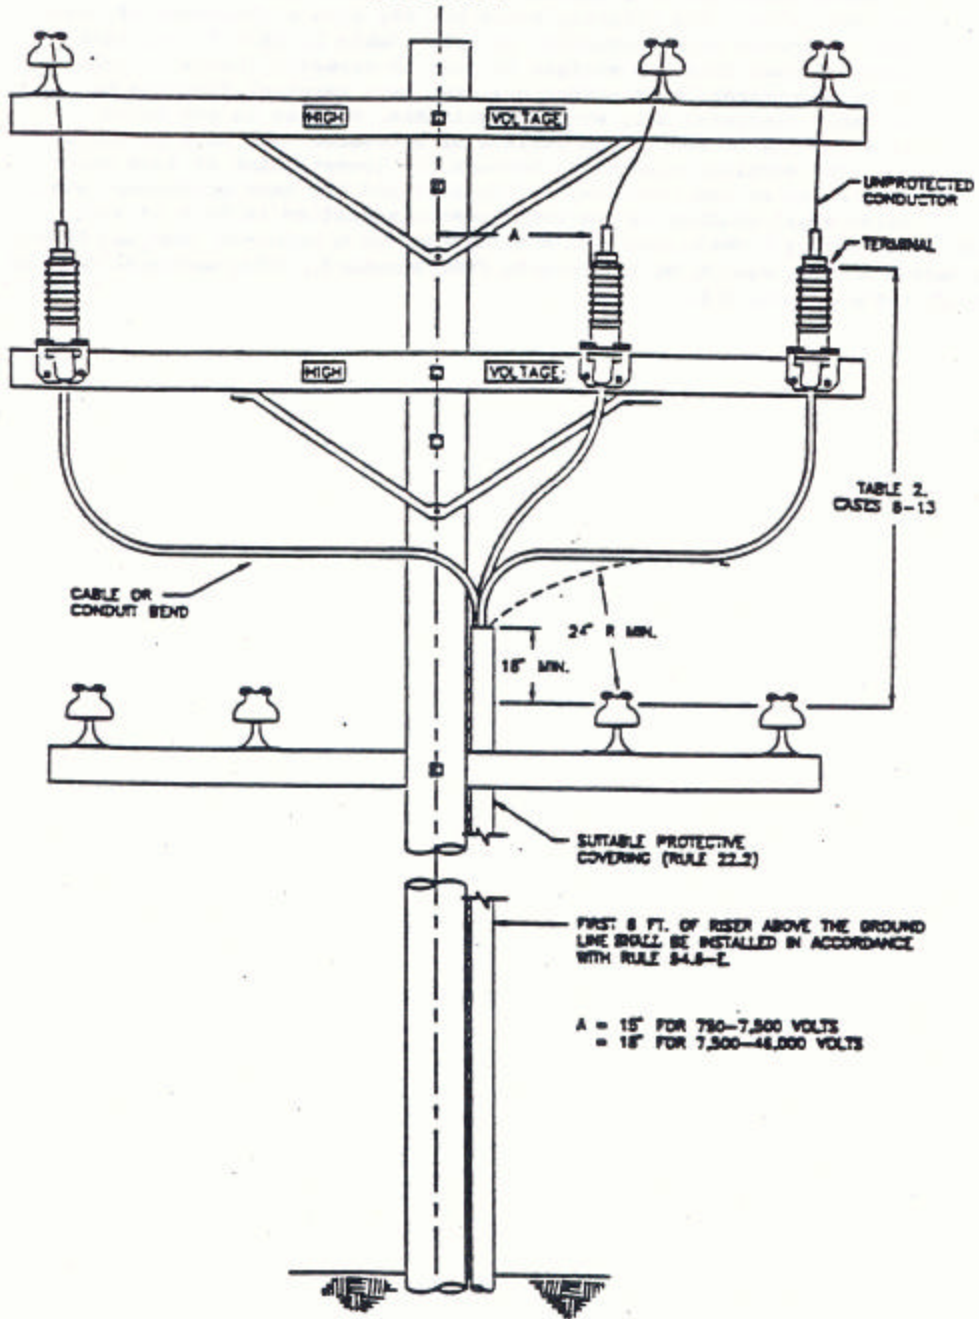 HIGH VOLTAGE
UNPROTECTED
CONDUCTOR
A
TERMINAL
HIGH VOLTAGE
TABLE 2,
CASES 8-13
CABLE OR
CONDUIT BEND
24" R MIN.
18" MIN.
SUITABLE PROTECTIVE
COVERING (RULE 22.2)
FIRST 8 FT. OF RISER ABOVE THE GROUND
LINE SHALL BE INSTALLED IN ACCORDANCE
WITH RULE
A = 15" FOR 750-7,500 VOLTS
= 18" FOR 7,500-46,000 VOLTS